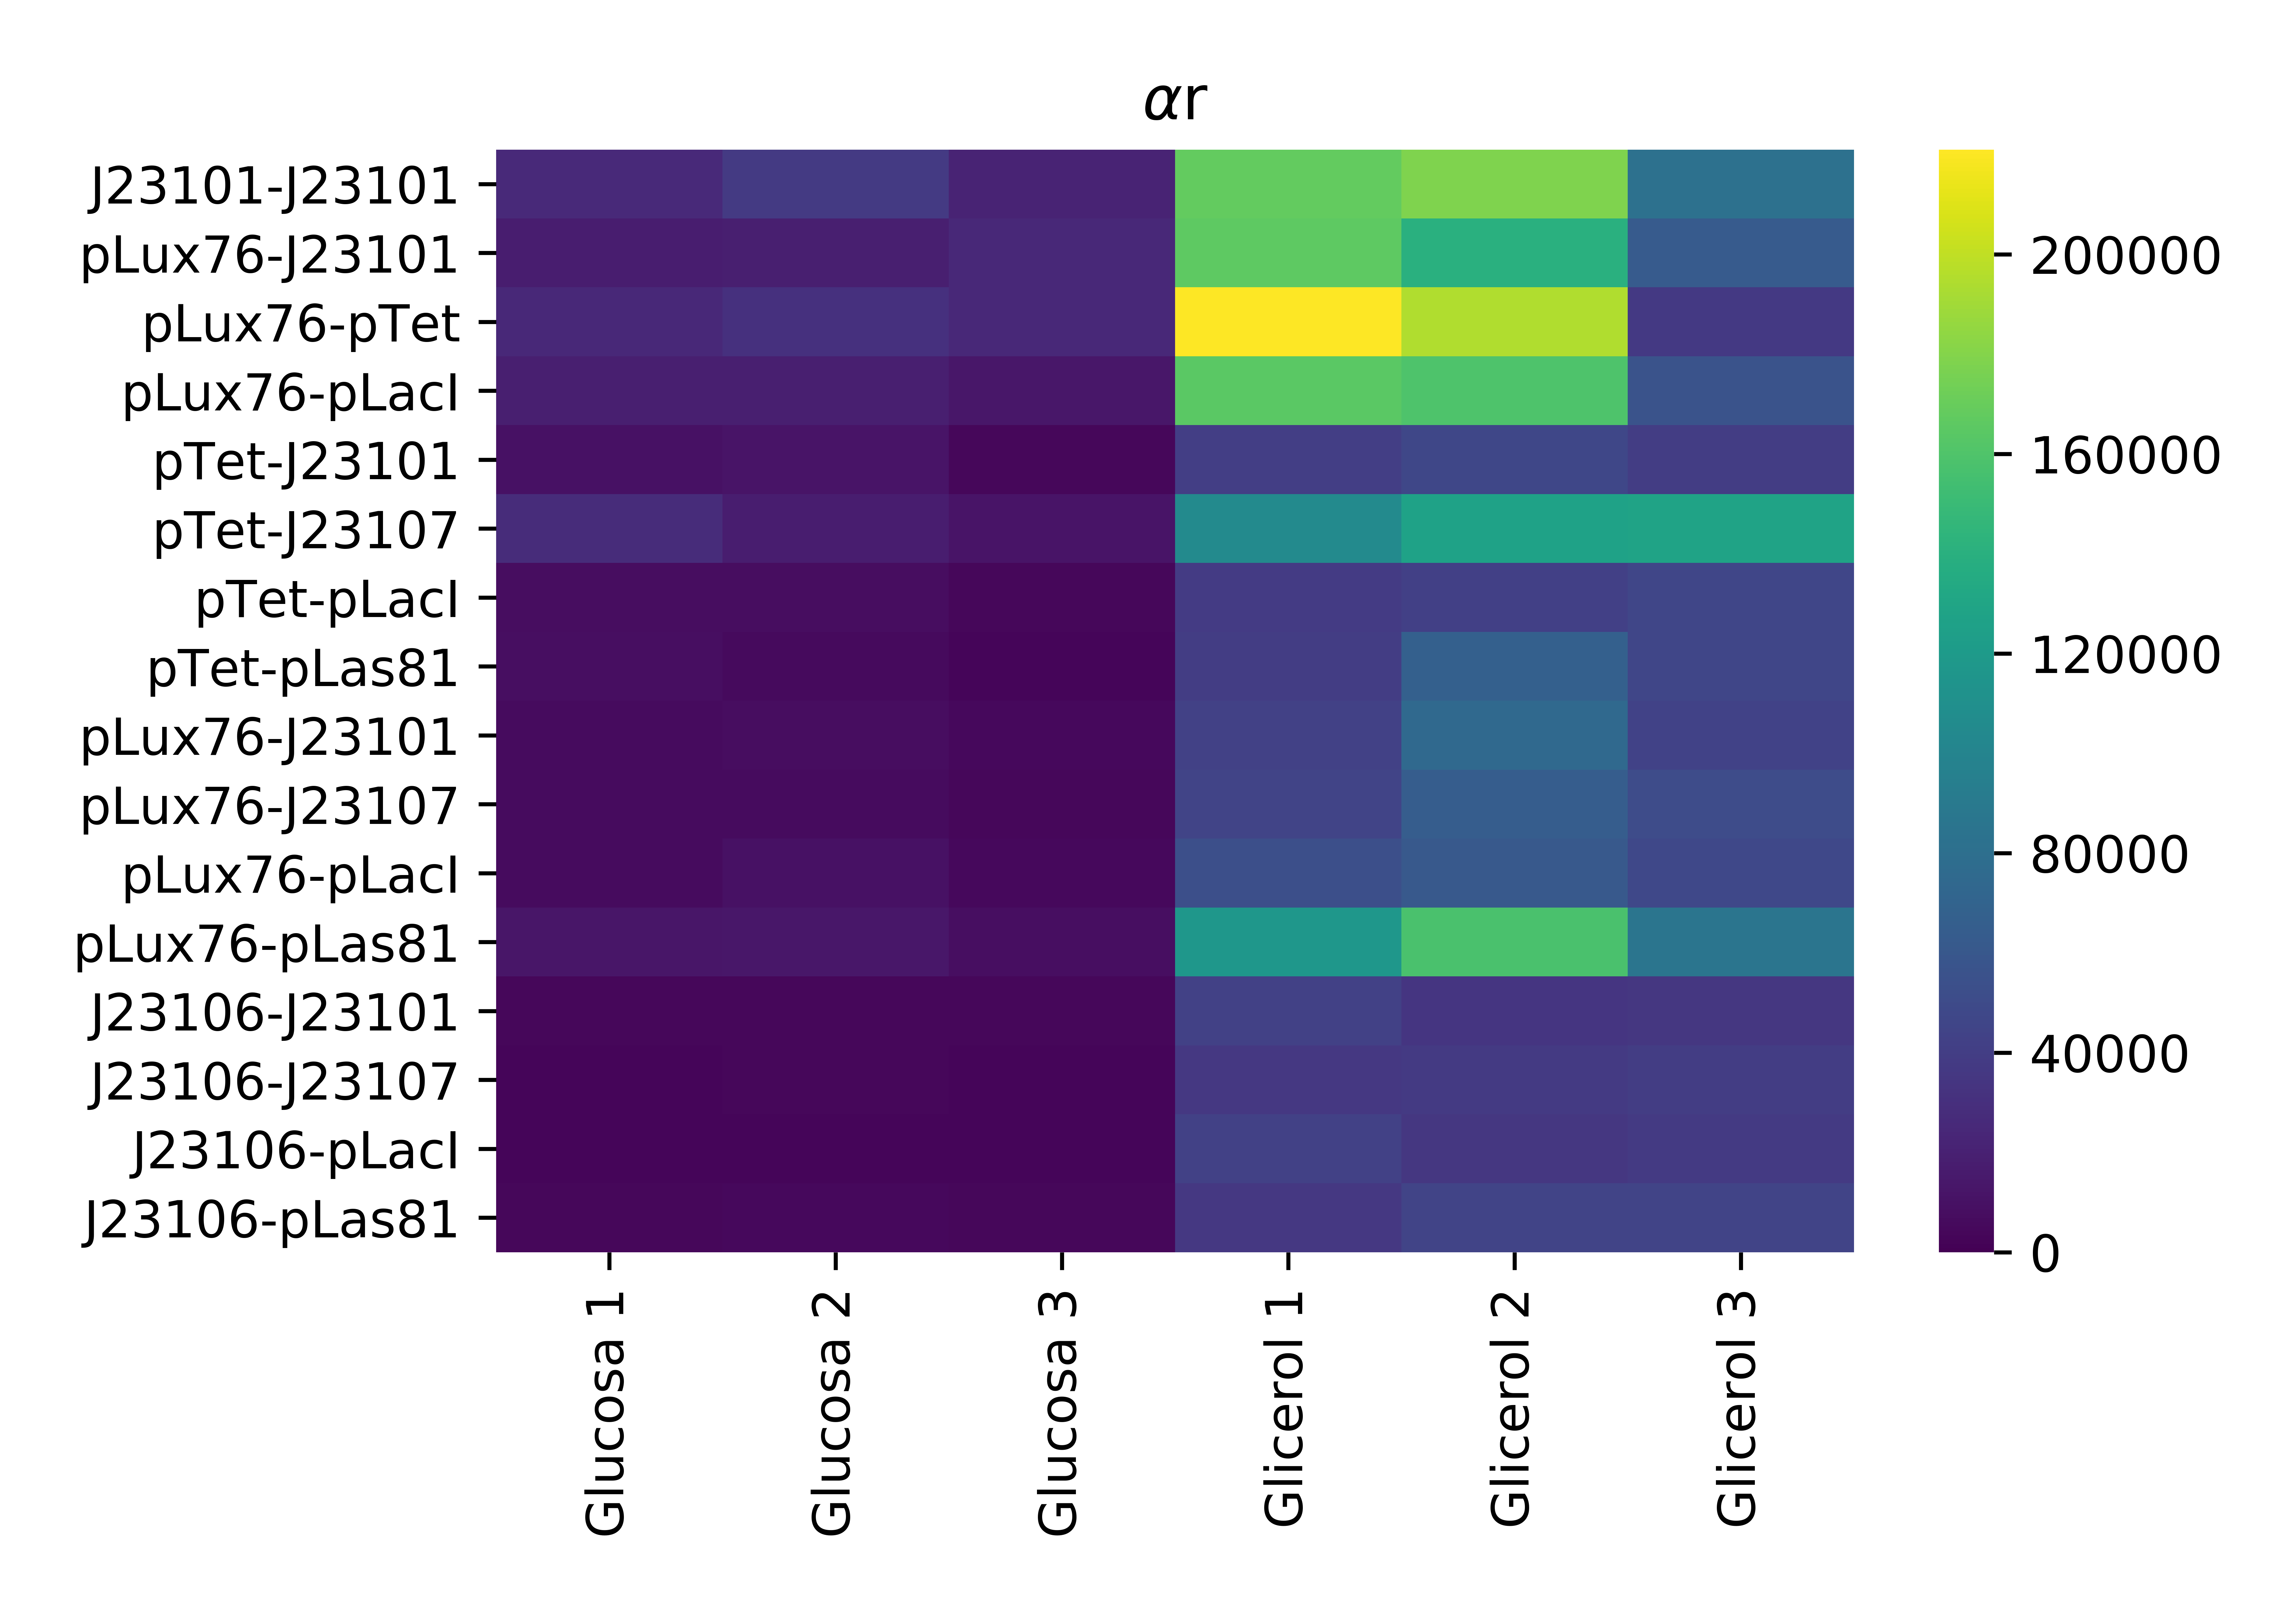 αr
J23101-J23101
pLux76-J23101
pLux76-pTet
pLux76-pLacI
pTet-J23101
pTet-J23107
pTet-pLacI
pTet-pLas81
pLux76-J23101
pLux76-J23107
pLux76-pLacI
pLux76-pLas81
J23106-J23101
J23106-J23107
J23106-pLacI
J23106-pLas81
Glucosa 1
Glucosa 2
Glucosa 3
Glicerol 1
Glicerol 2
Glicerol 3
200000
160000
120000
80000
40000
0